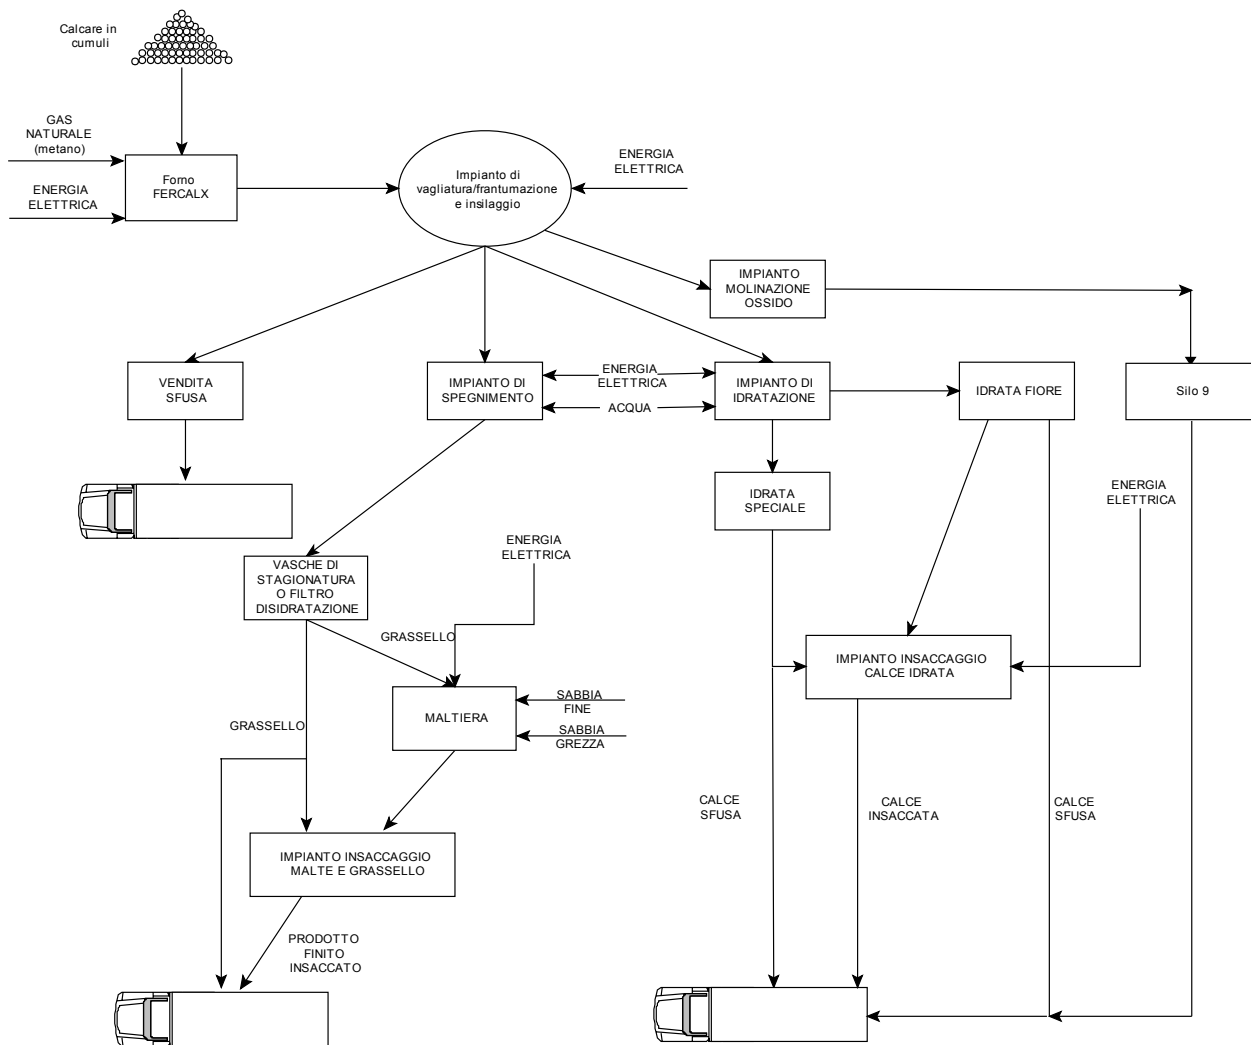 Calcare in
cumuli
GAS
NATURALE
(metano)
ENERGIA
ELETTRICA
Forno
FERCALX
Impianto di
vagliatura/frantumazione
e insilaggio
ENERGIA
ELETTRICA
IMPIANTO
MOLINAZIONE
OSSIDO
VENDITA
SFUSA
IMPIANTO DI
SPEGNIMENTO
ENERGIA
ELETTRICA
ACQUA
IMPIANTO DI
IDRATAZIONE
IDRATA FIORE
Silo 9
IDRATA
SPECIALE
ENERGIA
ELETTRICA
VASCHE DI
STAGIONATURA
O FILTRO
DISIDRATAZIONE
ENERGIA
ELETTRICA
GRASSELLO
IMPIANTO INSACCAGGIO
CALCE IDRATA
GRASSELLO
MALTIERA
SABBIA
FINE
SABBIA
GREZZA
CALCE
SFUSA
CALCE
INSACCATA
CALCE
SFUSA
IMPIANTO INSACCAGGIO
MALTE E GRASSELLO
PRODOTTO
FINITO
INSACCATO